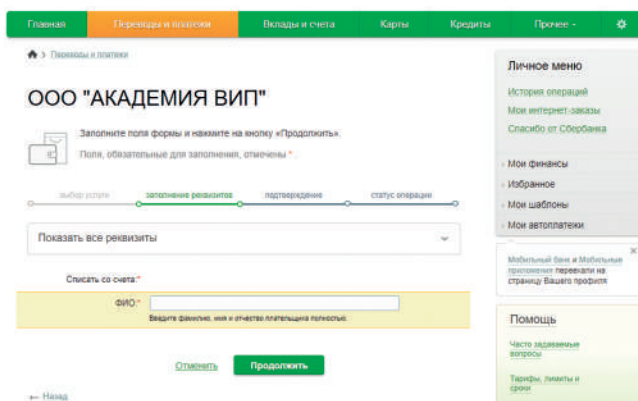 Главная Переводы и платежи Вклады и счета Карты Кредиты Прочее
Переводы и платежи
ООО "АКАДЕМИЯ ВИП"
Заполните поля формы и нажмите на кнопку «Продолжить».
Поля, обязательные для заполнения, отмечены *.
выбор услуги заполнение реквизитов подтверждение статус операции
Показать все реквизиты
Списать со счета:*
ФИО:*
Введите фамилию, имя и отчество плательщика полностью.
Отменить Продолжить
← Назад
Личное меню
История операций
Мои интернет-заказы
Спасибо от Сбербанка
Мои финансы
Избранное
Мои шаблоны
Мои автоплатежи
Мобильный банк и Мобильные
приложения переехали на
страницу Вашего профиля
Помощь
Часто задаваемые
вопросы
Тарифы, лимиты и
сроки